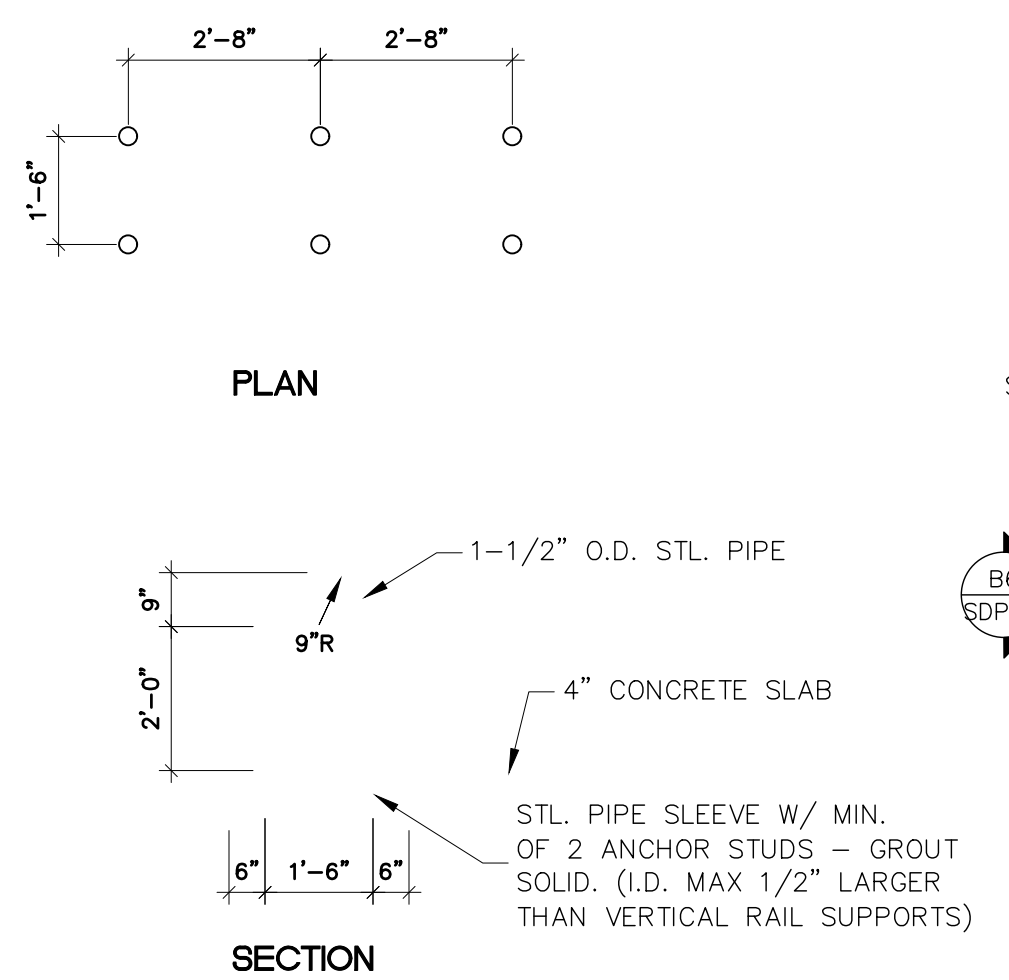 2'-8" 2'-8"
1'-6"
PLAN
1-1/2" O.D. STL. PIPE
9"
9"R
2'-0"
4" CONCRETE SLAB
STL. PIPE SLEEVE W/ MIN.
OF 2 ANCHOR STUDS – GROUT
SOLID. (I.D. MAX 1/2" LARGER
THAN VERTICAL RAIL SUPPORTS)
6" 1'-6" 6"
SECTION